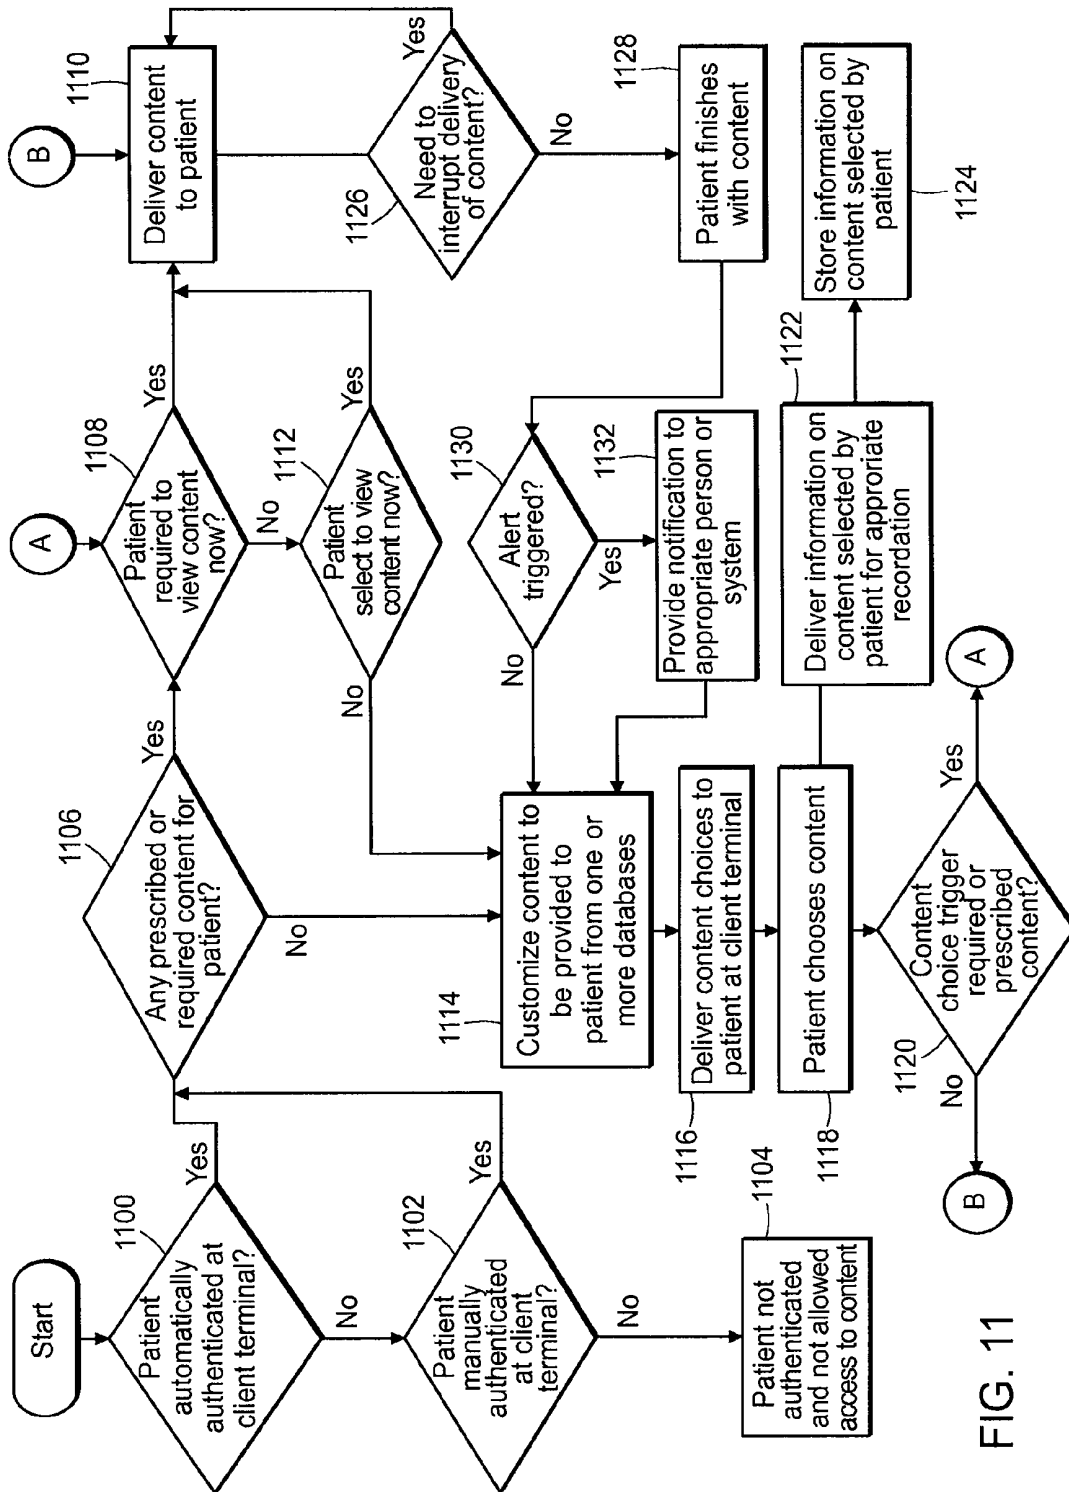 Start
1100
Patient
automatically
authenticated at
client terminal?
Yes
No
1102
Patient
manually
authenticated
at client
terminal?
Yes
No
1104
Patient not
authenticated
and not allowed
access to content
1106
Any prescribed or
required content for
patient?
Yes
No
A
1108
Patient
required to
view content
now?
Yes
No
1112
Patient
select to view
content now?
Yes
No
B
1110
Deliver content
to patient
1126
Need to
interrupt delivery
of content?
Yes
No
1128
Patient finishes
with content
1130
Alert
triggered?
No
Yes
1132
Provide notification to
appropriate person or
system
1114
Customize content to
be provided to
patient from one or
more databases
1116
Deliver content choices to
patient at client terminal
1118
Patient chooses content
1120
Content
choice trigger
required or
prescribed
content?
No
Yes
B
A
1122
Deliver information on
content selected by
patient for approriate
recordation
1124
Store information on
content selected by
patient
FIG. 11